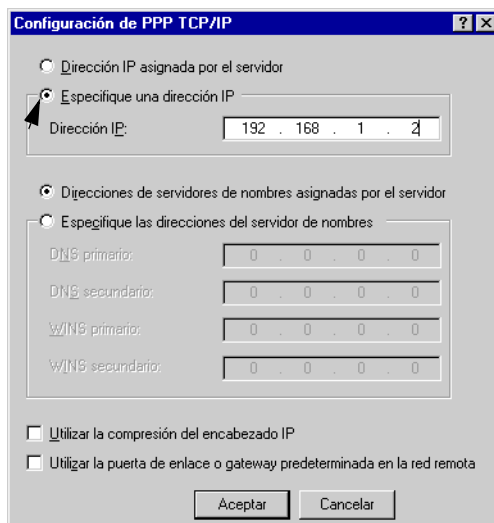 Configuración de PPP TCP/IP
Dirección IP asignada por el servidor
Especifique una dirección IP
Dirección IP: 192 . 168 . 1 . 2
Direcciones de servidores de nombres asignadas por el servidor
Especifique las direcciones del servidor de nombres
DNS primario: 0 . 0 . 0 . 0
DNS secundario: 0 . 0 . 0 . 0
WINS primario: 0 . 0 . 0 . 0
WINS secundario: 0 . 0 . 0 . 0
Utilizar la compresión del encabezado IP
Utilizar la puerta de enlace o gateway predeterminada en la red remota
Aceptar Cancelar